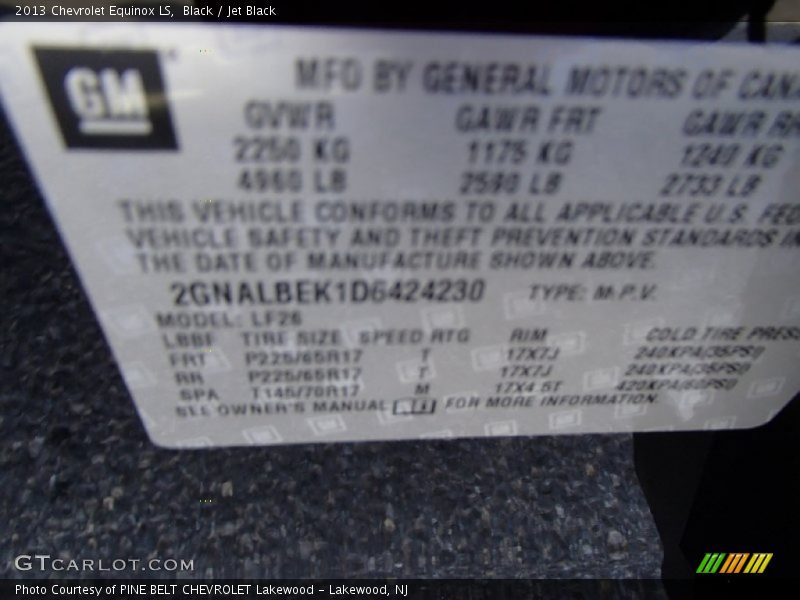 2013 Chevrolet Equinox LS, Black / Jet Black
GM
MFD BY GENERAL MOTORS OF CANA
GVWR GAWR FRT GAWR RR
2250 KG 1175 KG 1240 KG
4960 LB 2590 LB 2733 LB
THIS VEHICLE CONFORMS TO ALL APPLICABLE U.S. FED
VEHICLE SAFETY AND THEFT PREVENTION STANDARDS IN
THE DATE OF MANUFACTURE SHOWN ABOVE.
2GNALBEK1D6424230 TYPE: M.P.V.
MODEL: LF26
TIRE SIZE SPEED RTG RIM COLD TIRE PRESS
FRT P225/65R17 T 17X7J 240KPA/35PSI
RR P225/65R17 T 17X7J 240KPA/35PSI
SPA T145/70R17 M 17X4.5T 420KPA/60PSI
SEE OWNER'S MANUAL FOR MORE INFORMATION.
GTCARLOT.COM
Photo Courtesy of PINE BELT CHEVROLET Lakewood - Lakewood, NJ